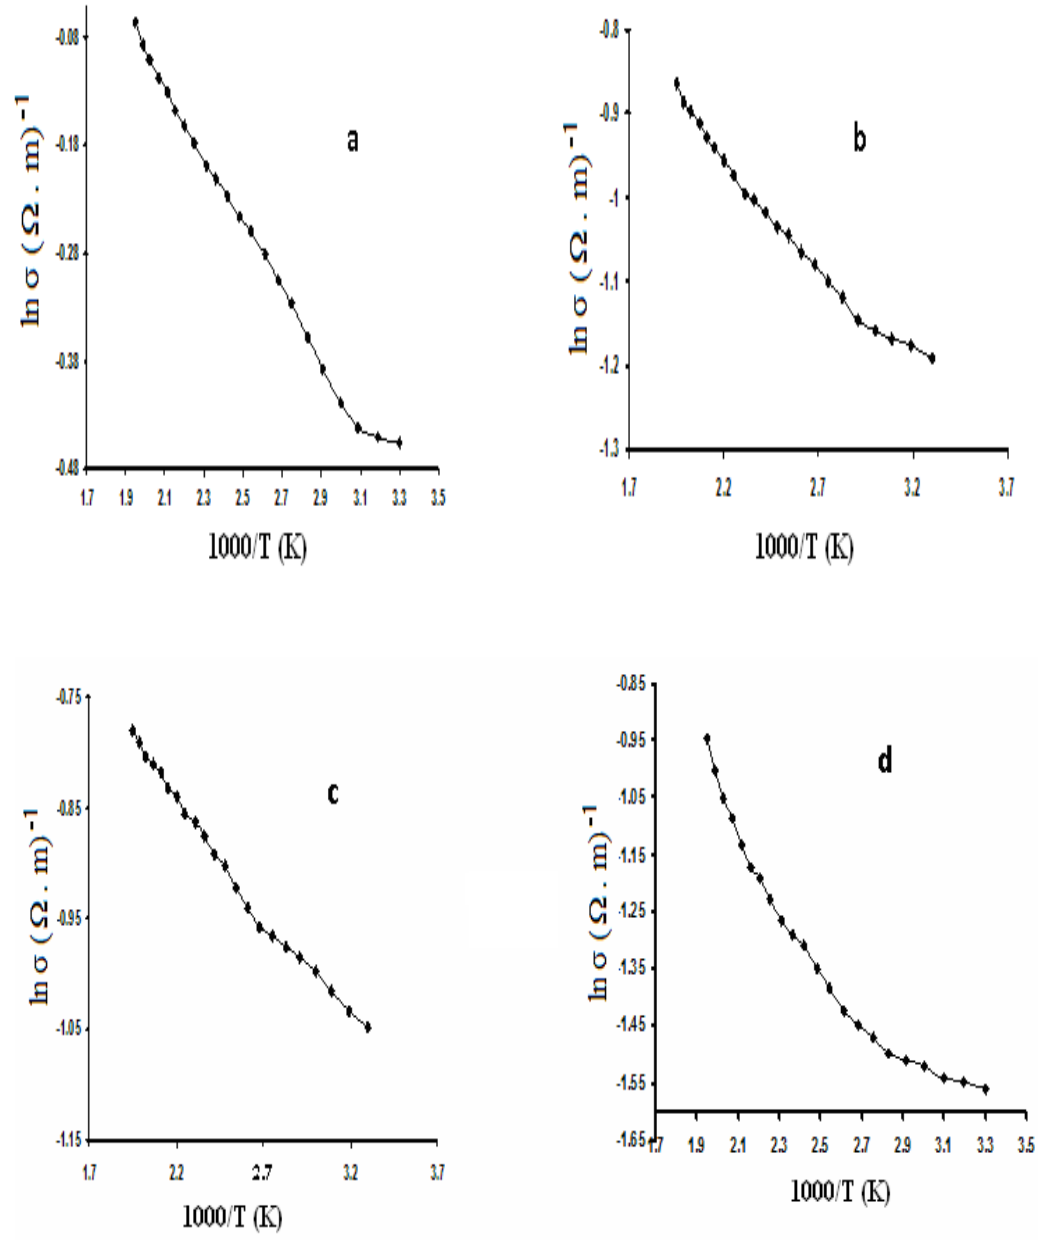 a
ln σ ( Ω . m)⁻¹
-0.08
-0.18
-0.28
-0.38
-0.48
1.7 1.9 2.1 2.3 2.5 2.7 2.9 3.1 3.3 3.5
1000/T (K)
b
ln σ ( Ω . m)⁻¹
-0.8
-0.9
-1
-1.1
-1.2
-1.3
1.7 2.2 2.7 3.2 3.7
1000/T (K)
c
ln σ ( Ω . m)⁻¹
-0.75
-0.85
-0.95
-1.05
-1.15
1.7 2.2 2.7 3.2 3.7
1000/T (K)
d
ln σ ( Ω . m)⁻¹
-0.85
-0.95
-1.05
-1.15
-1.25
-1.35
-1.45
-1.55
-1.65
1.7 1.9 2.1 2.3 2.5 2.7 2.9 3.1 3.3 3.5
1000/T (K)